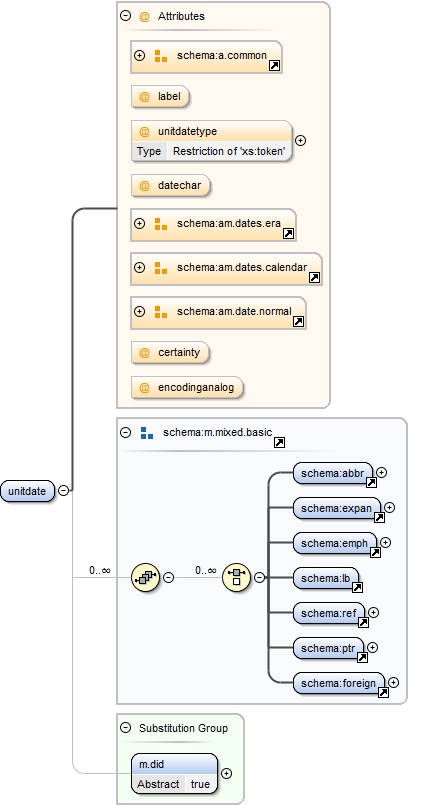 Attributes
schema:a.common
@ label
@ unitdatetype
Type Restriction of 'xs:token'
@ datechar
schema:am.dates.era
schema:am.dates.calendar
schema:am.date.normal
@ certainty
@ encodinganalog
schema:m.mixed.basic
unitdate
0..∞
0..∞
schema:abbr
schema:expan
schema:emph
schema:lb
schema:ref
schema:ptr
schema:foreign
Substitution Group
m.did
Abstract true